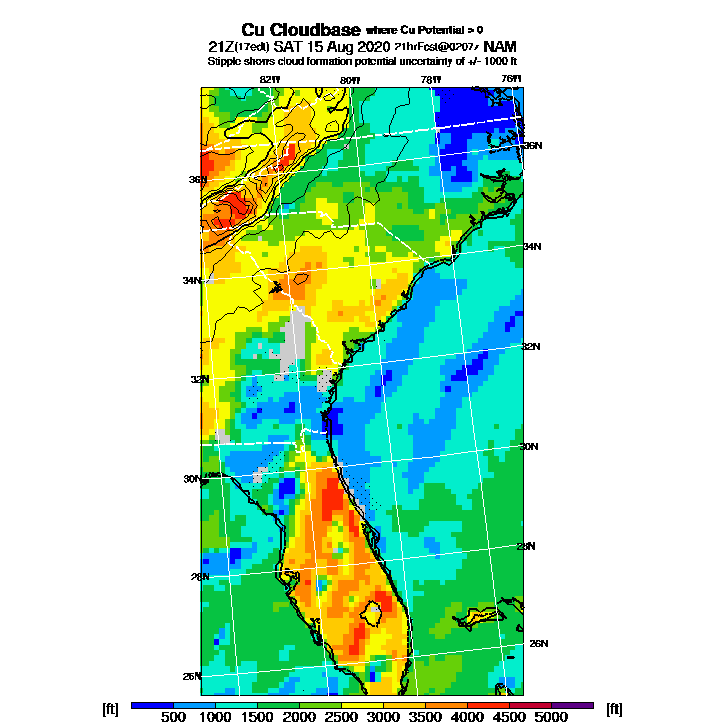 Cu Cloudbase where Cu Potential > 0
21Z(17edt) SAT 15 Aug 2020 21hrFcst@0207z NAM
Stipple shows cloud formation potential uncertainty of +/- 1000 ft
82W 80W 78W 76W
36N
36N
34N
34N
32N
32N
30N
30N
28N
28N
26N
26N
[ft] 500 1000 1500 2000 2500 3000 3500 4000 4500 5000 [ft]